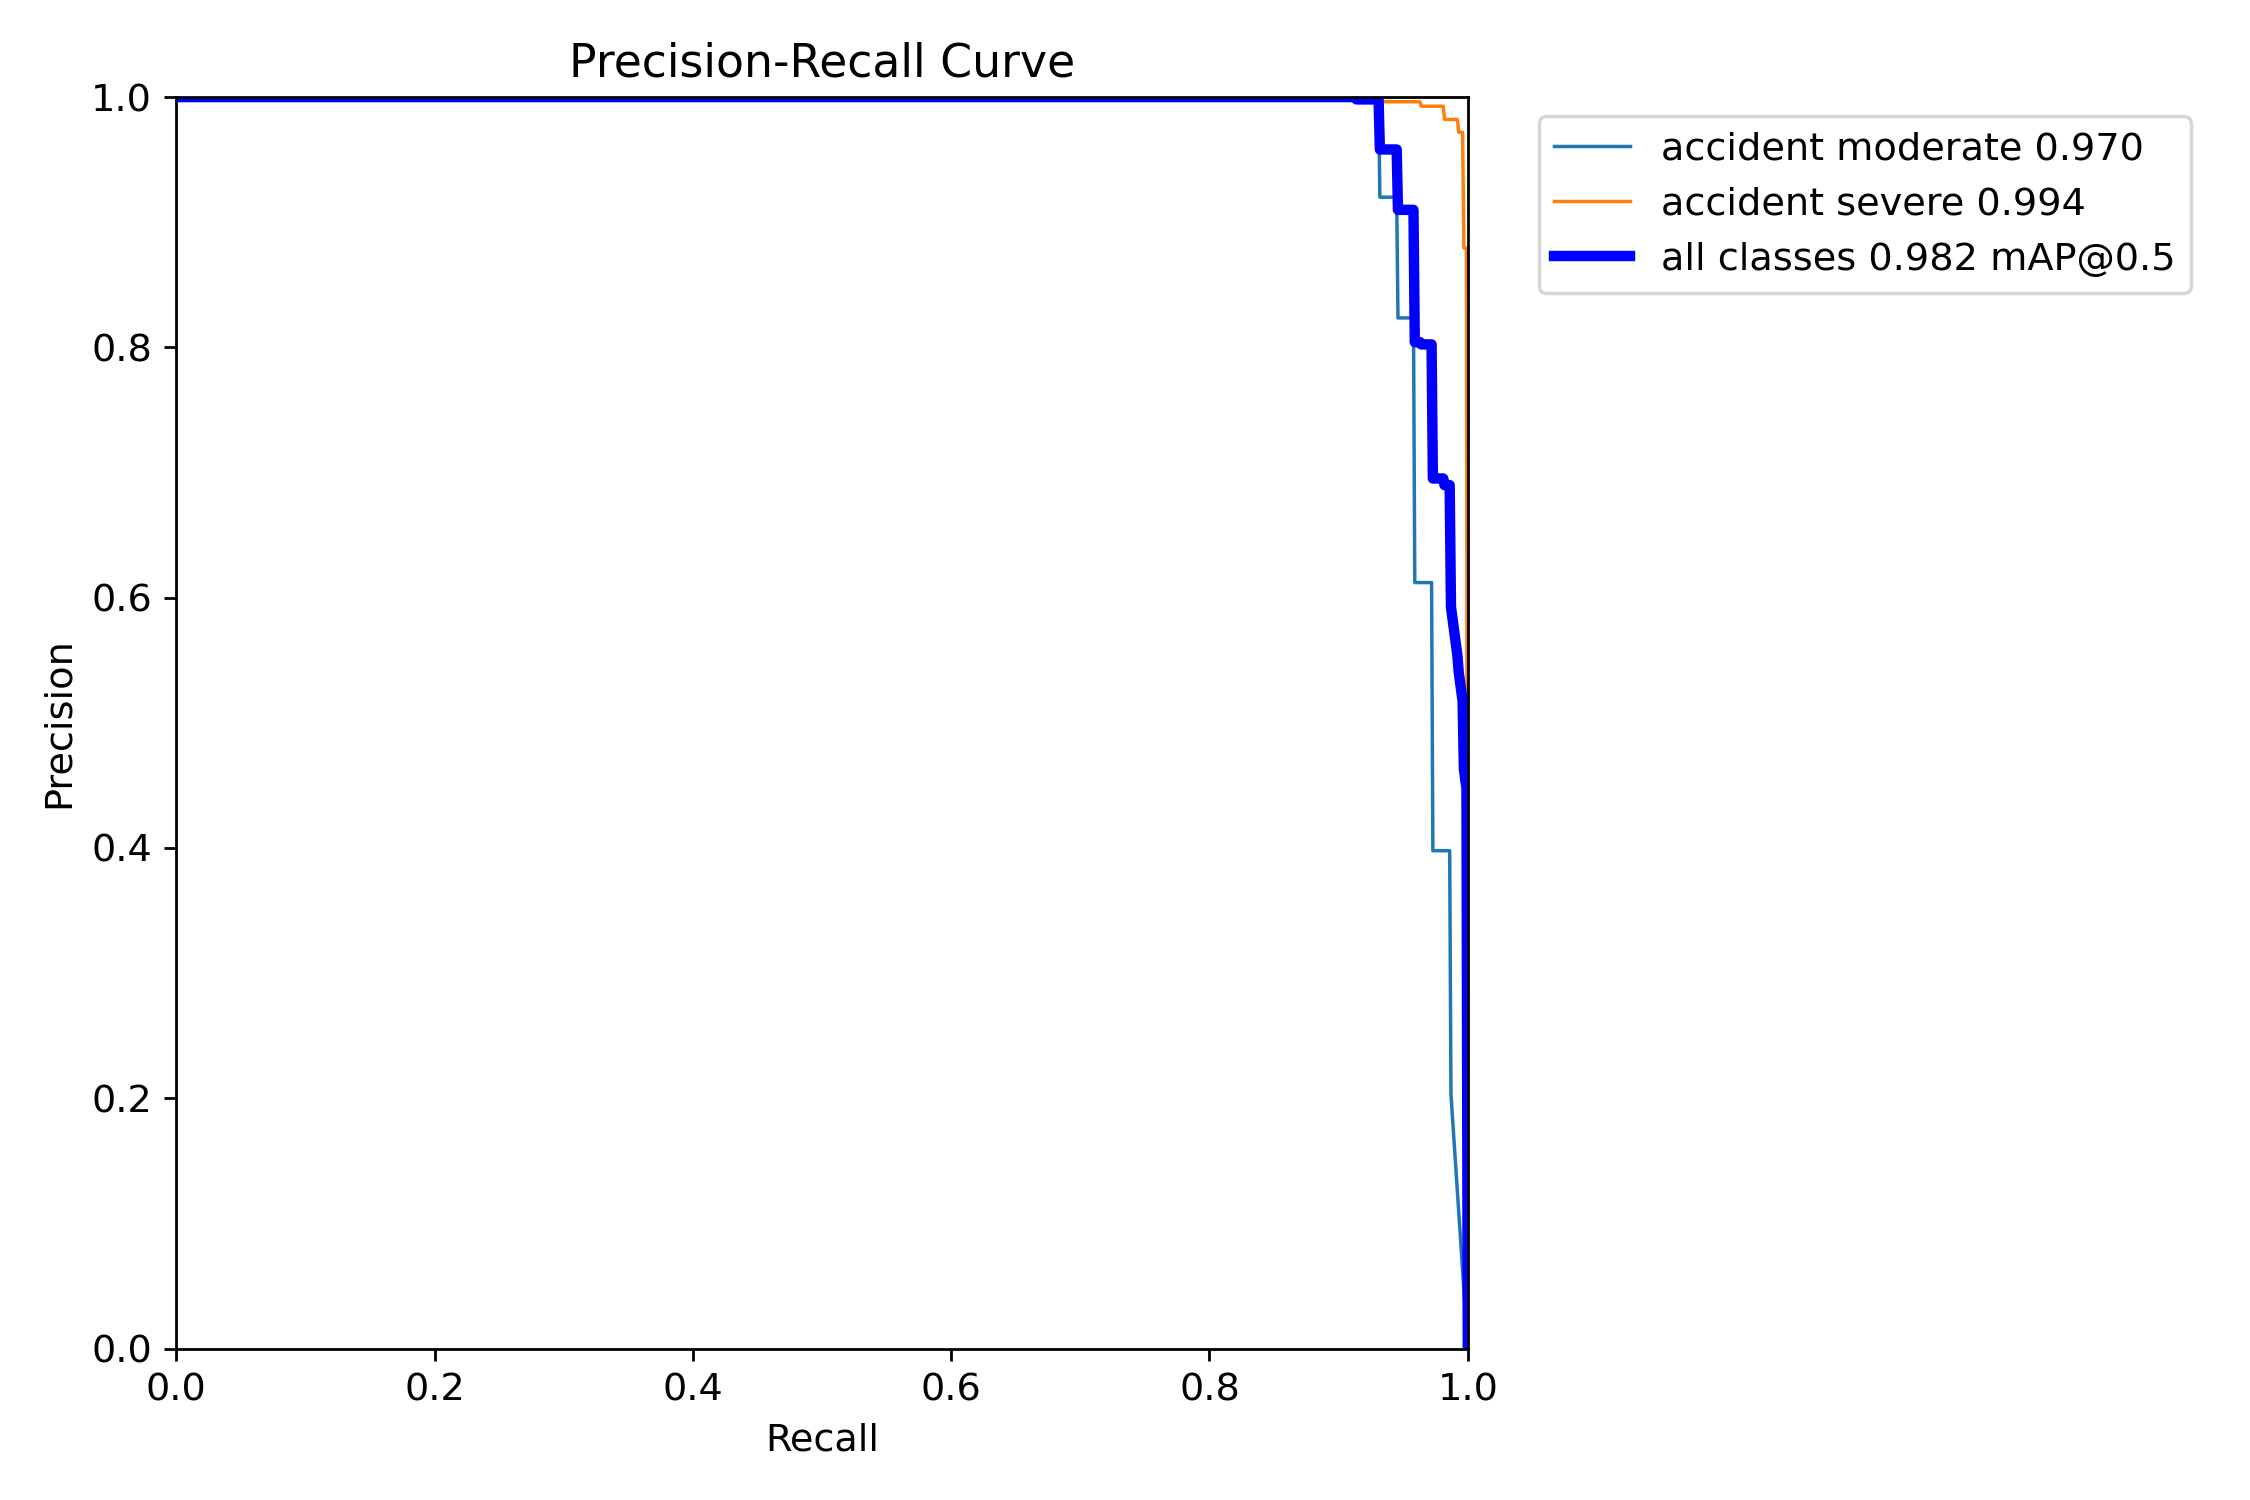 Precision-Recall Curve
1.0
0.8
0.6
0.4
0.2
0.0
Precision
0.0 0.2 0.4 0.6 0.8 1.0
Recall
accident moderate 0.970
accident severe 0.994
all classes 0.982 mAP@0.5